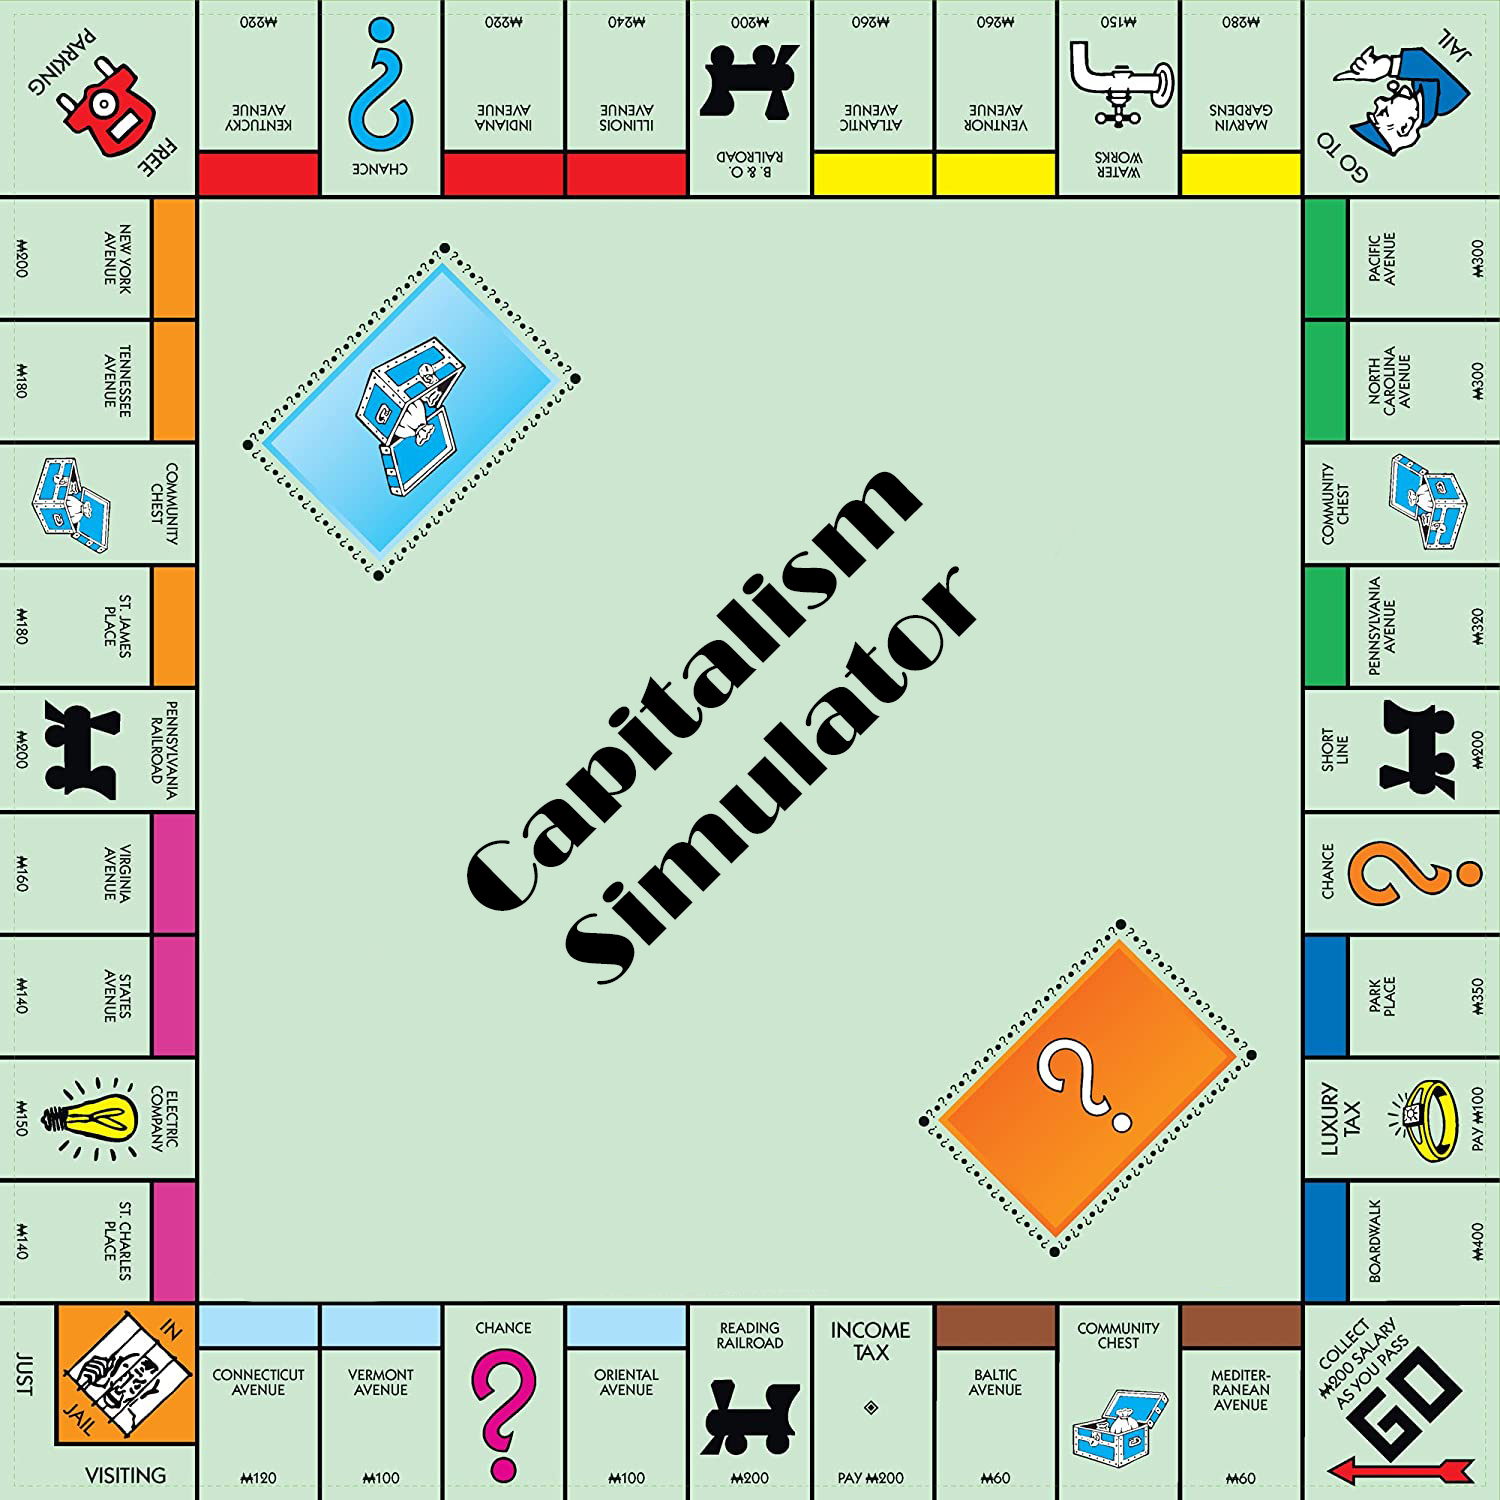 FREE
PARKING
KENTUCKY
AVENUE
₩220
CHANCE
INDIANA
AVENUE
₩220
ILLINOIS
AVENUE
₩240
B. & O.
RAILROAD
₩200
ATLANTIC
AVENUE
₩260
VENTNOR
AVENUE
₩260
WATER
WORKS
₩150
MARVIN
GARDENS
₩280
GO TO
JAIL
PACIFIC
AVENUE
₩300
NORTH
CAROLINA
AVENUE
₩300
COMMUNITY
CHEST
PENNSYLVANIA
AVENUE
₩320
SHORT
LINE
₩200
CHANCE
PARK
PLACE
₩350
LUXURY
TAX
PAY ₩100
BOARDWALK
₩400
COLLECT
₩200 SALARY
AS YOU PASS
GO
MEDITER-
RANEAN
AVENUE
₩60
COMMUNITY
CHEST
BALTIC
AVENUE
₩60
INCOME
TAX
PAY ₩200
READING
RAILROAD
₩200
ORIENTAL
AVENUE
₩100
CHANCE
VERMONT
AVENUE
₩100
CONNECTICUT
AVENUE
₩120
IN
JAIL
JUST
VISITING
ST. CHARLES
PLACE
₩140
ELECTRIC
COMPANY
₩150
STATES
AVENUE
₩140
VIRGINIA
AVENUE
₩160
PENNSYLVANIA
RAILROAD
₩200
ST. JAMES
PLACE
₩180
COMMUNITY
CHEST
TENNESSEE
AVENUE
₩180
NEW YORK
AVENUE
₩200
Capitalism
Simulator